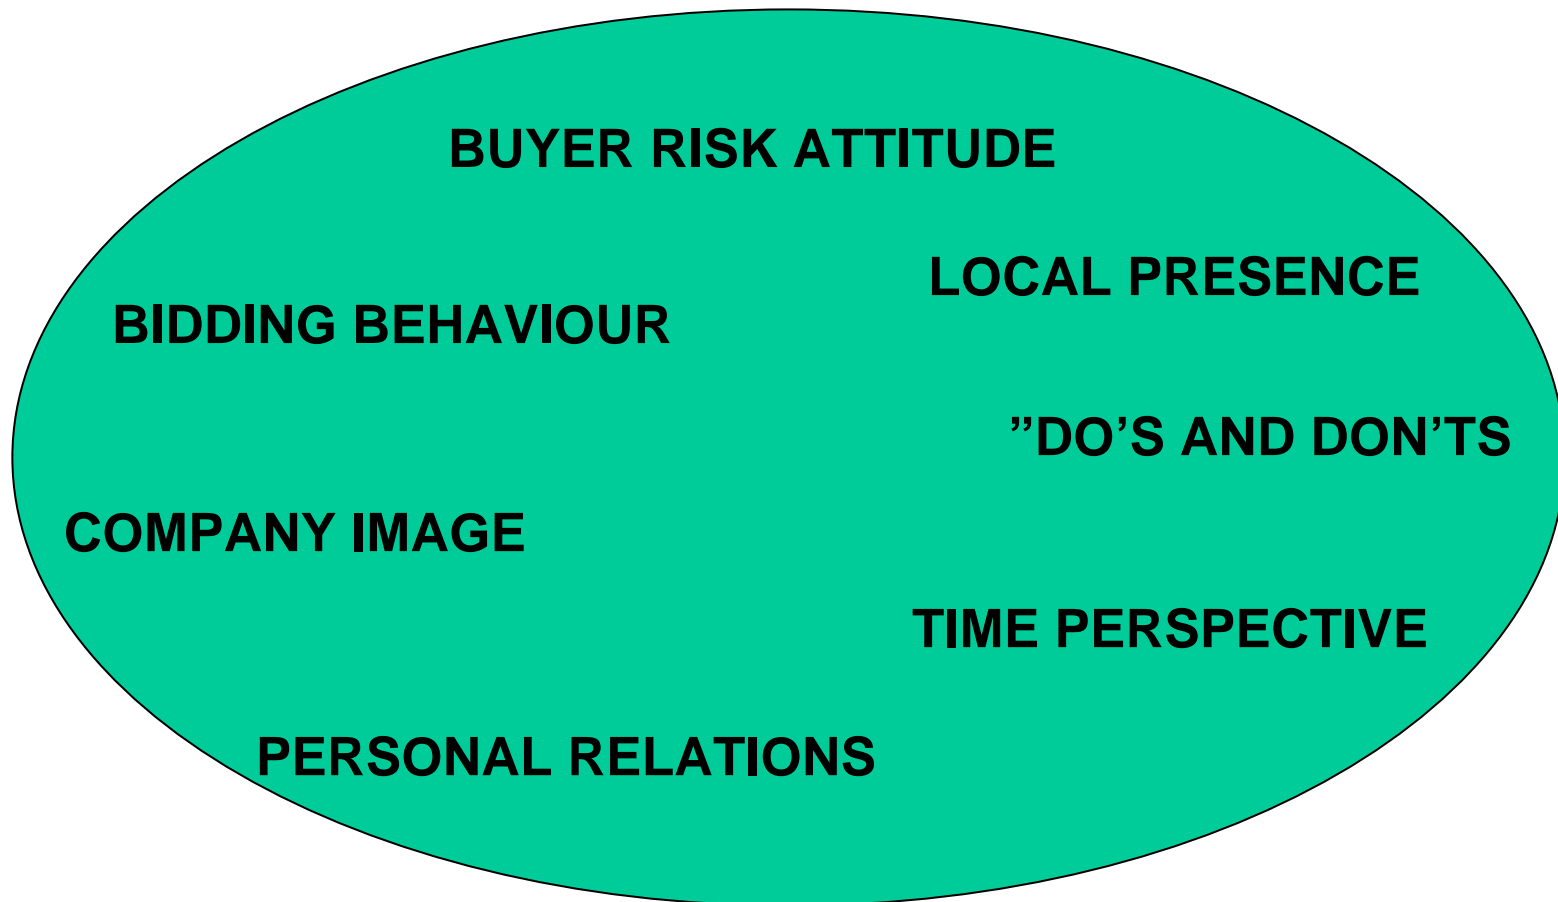 BUYER RISK ATTITUDE
LOCAL PRESENCE
BIDDING BEHAVIOUR
”DO’S AND DON’TS
COMPANY IMAGE
TIME PERSPECTIVE
PERSONAL RELATIONS